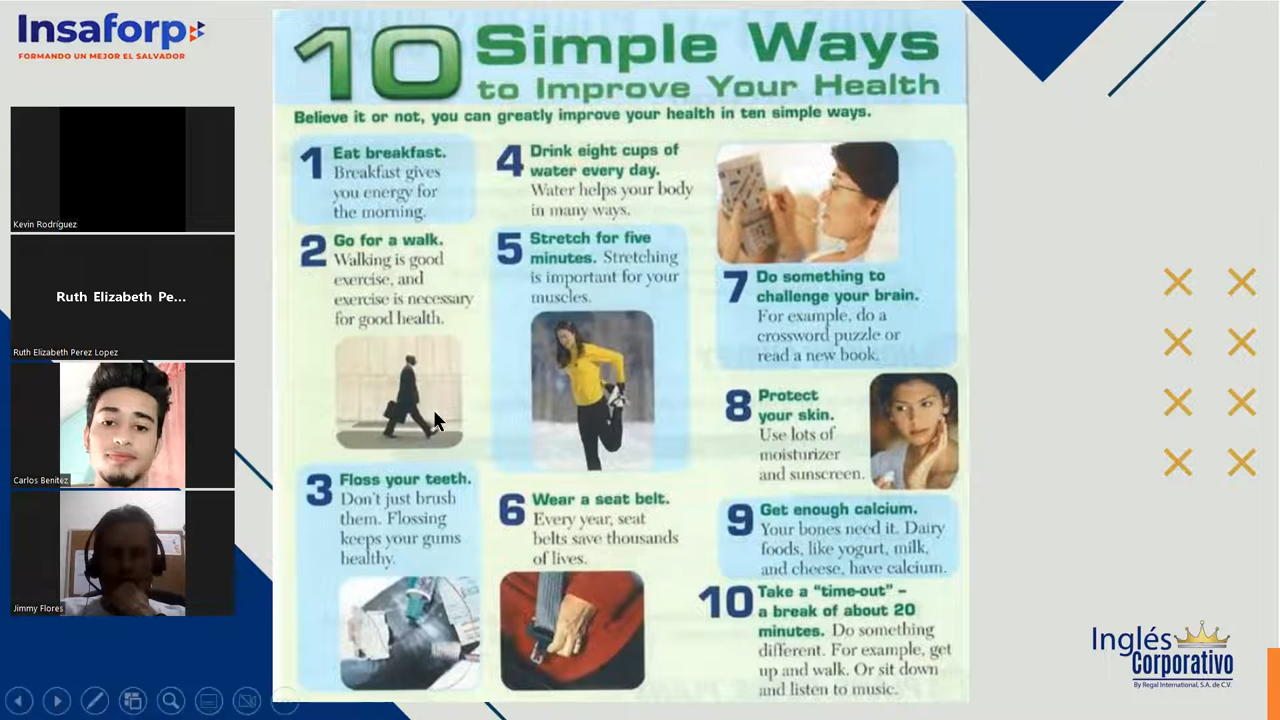 Insaforp
FORMANDO UN MEJOR EL SALVADOR
Kevin Rodríguez
Ruth Elizabeth Pe...
Ruth Elizabeth Perez Lopez
Carlos Benitez
Jimmy Flores
10 Simple Ways
to Improve Your Health
Believe it or not, you can greatly improve your health in ten simple ways.
1 Eat breakfast.
Breakfast gives
you energy for
the morning.
2 Go for a walk.
Walking is good
exercise, and
exercise is necessary
for good health.
3 Floss your teeth.
Don't just brush
them. Flossing
keeps your gums
healthy.
4 Drink eight cups of
water every day.
Water helps your body
in many ways.
5 Stretch for five
minutes. Stretching
is important for your
muscles.
6 Wear a seat belt.
Every year, seat
belts save thousands
of lives.
7 Do something to
challenge your brain.
For example, do a
crossword puzzle or
read a new book.
8 Protect
your skin.
Use lots of
moisturizer
and sunscreen.
9 Get enough calcium.
Your bones need it. Dairy
foods, like yogurt, milk,
and cheese, have calcium.
10 Take a "time-out" –
a break of about 20
minutes. Do something
different. For example, get
up and walk. Or sit down
and listen to music.
Inglés
Corporativo
By Regal International, S.A. de C.V.